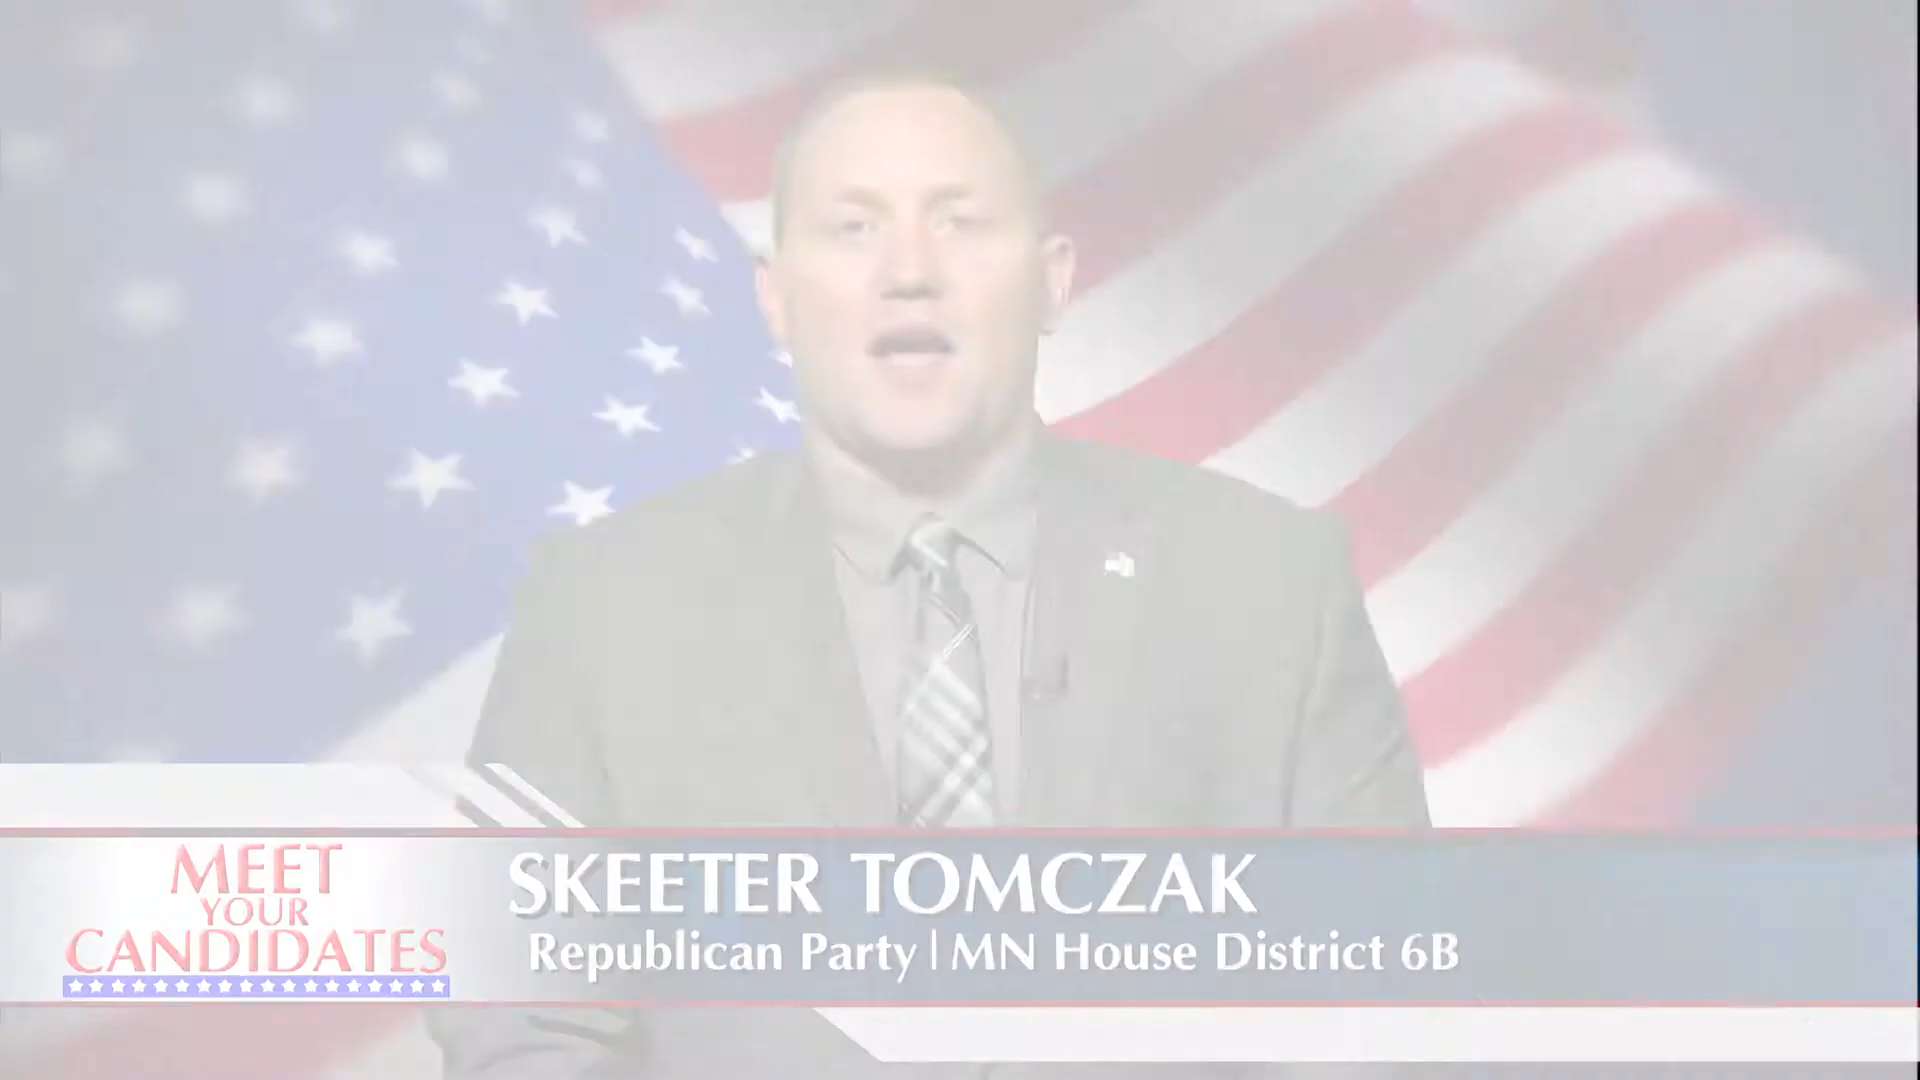 MEET
YOUR
CANDIDATES
SKEETER TOMCZAK
Republican Party | MN House District 6B